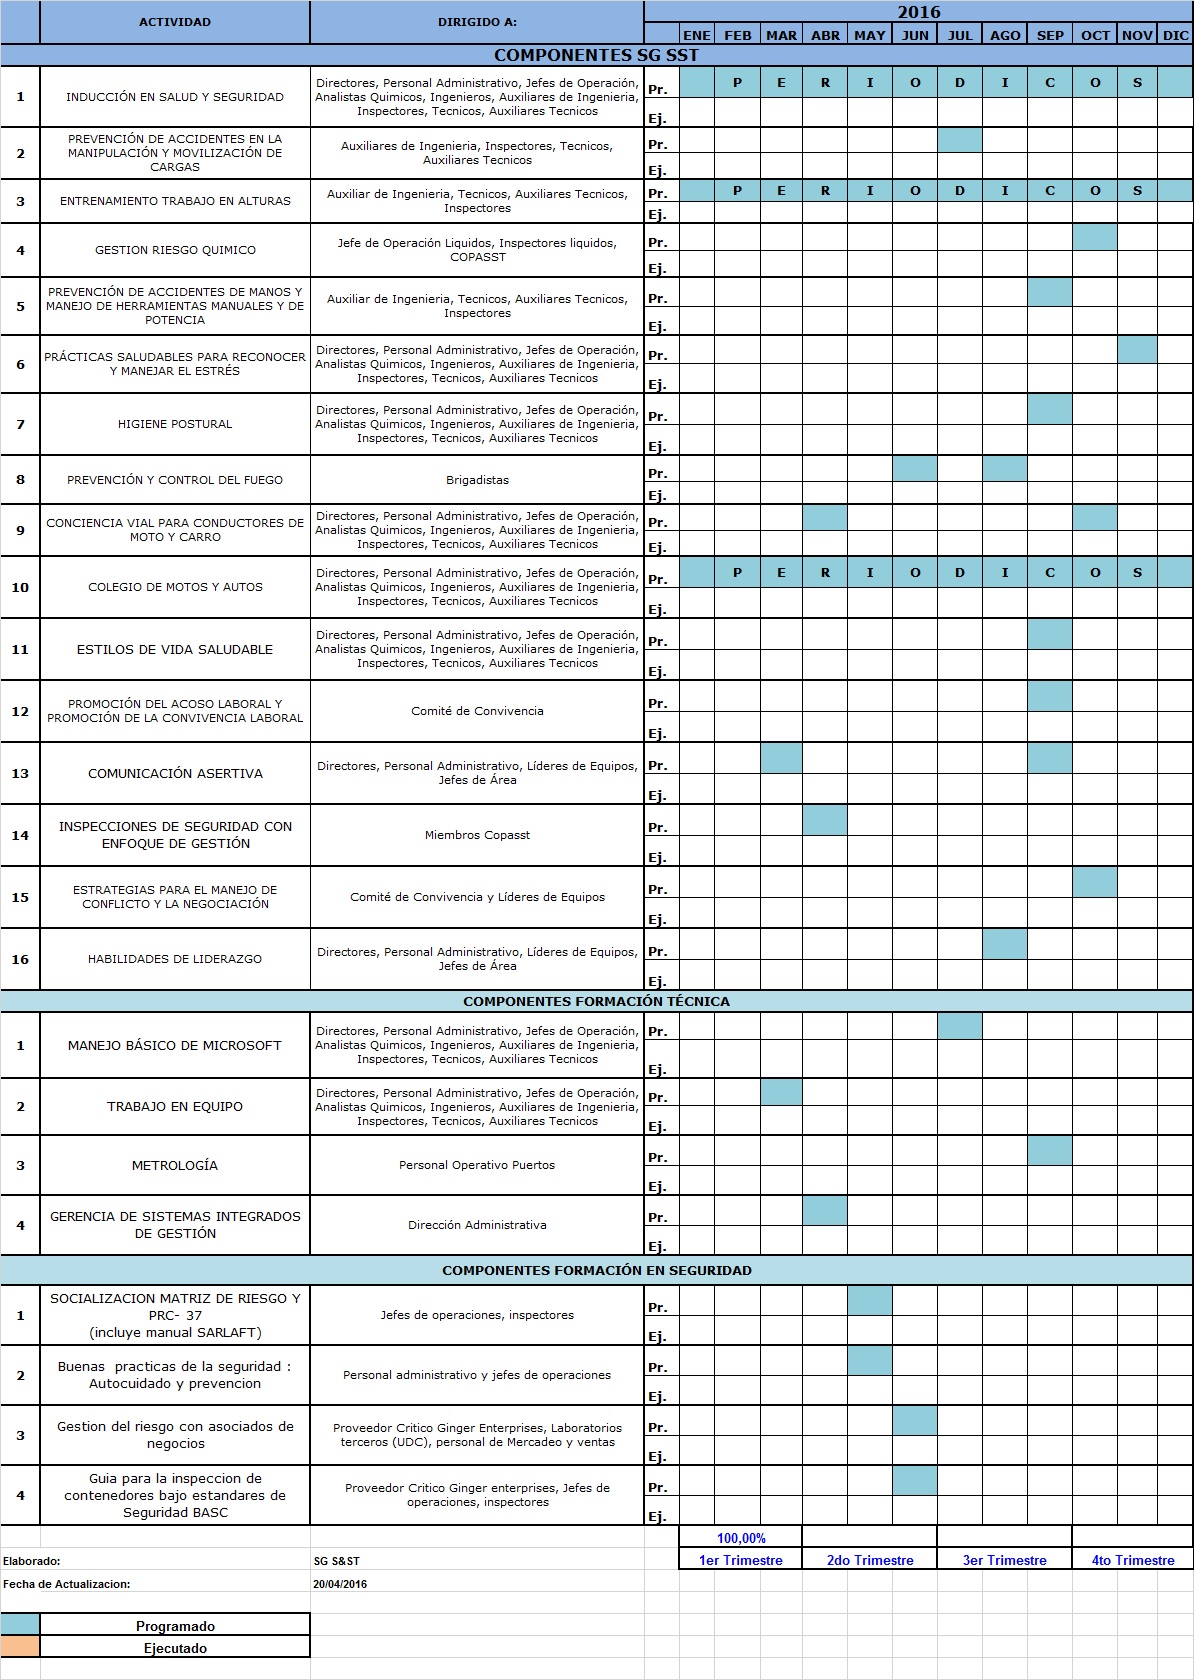 ACTIVIDAD DIRIGIDO A: 2016
ENE FEB MAR ABR MAY JUN JUL AGO SEP OCT NOV DIC
COMPONENTES SG SST
1 INDUCCIÓN EN SALUD Y SEGURIDAD
Directores, Personal Administrativo, Jefes de Operación,
Analistas Quimicos, Ingenieros, Auxiliares de Ingenieria,
Inspectores, Tecnicos, Auxiliares Tecnicos
Pr. P E R I O D I C O S
Ej.
2 PREVENCIÓN DE ACCIDENTES EN LA
MANIPULACIÓN Y MOVILIZACIÓN DE
CARGAS
Auxiliares de Ingenieria, Inspectores, Tecnicos,
Auxiliares Tecnicos
Pr.
Ej.
3 ENTRENAMIENTO TRABAJO EN ALTURAS
Auxiliar de Ingenieria, Tecnicos, Auxiliares Tecnicos,
Inspectores
Pr. P E R I O D I C O S
Ej.
4 GESTION RIESGO QUIMICO
Jefe de Operación Liquidos, Inspectores liquidos,
COPASST
Pr.
Ej.
5 PREVENCIÓN DE ACCIDENTES DE MANOS Y
MANEJO DE HERRAMIENTAS MANUALES Y DE
POTENCIA
Auxiliar de Ingenieria, Tecnicos, Auxiliares Tecnicos,
Inspectores
Pr.
Ej.
6 PRÁCTICAS SALUDABLES PARA RECONOCER
Y MANEJAR EL ESTRÉS
Directores, Personal Administrativo, Jefes de Operación,
Analistas Quimicos, Ingenieros, Auxiliares de Ingenieria,
Inspectores, Tecnicos, Auxiliares Tecnicos
Pr.
Ej.
7 HIGIENE POSTURAL
Directores, Personal Administrativo, Jefes de Operación,
Analistas Quimicos, Ingenieros, Auxiliares de Ingenieria,
Inspectores, Tecnicos, Auxiliares Tecnicos
Pr.
Ej.
8 PREVENCIÓN Y CONTROL DEL FUEGO
Brigadistas
Pr.
Ej.
9 CONCIENCIA VIAL PARA CONDUCTORES DE
MOTO Y CARRO
Directores, Personal Administrativo, Jefes de Operación,
Analistas Quimicos, Ingenieros, Auxiliares de Ingenieria,
Inspectores, Tecnicos, Auxiliares Tecnicos
Pr.
Ej.
10 COLEGIO DE MOTOS Y AUTOS
Directores, Personal Administrativo, Jefes de Operación,
Analistas Quimicos, Ingenieros, Auxiliares de Ingenieria,
Inspectores, Tecnicos, Auxiliares Tecnicos
Pr. P E R I O D I C O S
Ej.
11 ESTILOS DE VIDA SALUDABLE
Directores, Personal Administrativo, Jefes de Operación,
Analistas Quimicos, Ingenieros, Auxiliares de Ingenieria,
Inspectores, Tecnicos, Auxiliares Tecnicos
Pr.
Ej.
12 PROMOCIÓN DEL ACOSO LABORAL Y
PROMOCIÓN DE LA CONVIVENCIA LABORAL
Comité de Convivencia
Pr.
Ej.
13 COMUNICACIÓN ASERTIVA
Directores, Personal Administrativo, Líderes de Equipos,
Jefes de Área
Pr.
Ej.
14 INSPECCIONES DE SEGURIDAD CON
ENFOQUE DE GESTIÓN
Miembros Copasst
Pr.
Ej.
15 ESTRATEGIAS PARA EL MANEJO DE
CONFLICTO Y LA NEGOCIACIÓN
Comité de Convivencia y Líderes de Equipos
Pr.
Ej.
16 HABILIDADES DE LIDERAZGO
Directores, Personal Administrativo, Líderes de Equipos,
Jefes de Área
Pr.
Ej.
COMPONENTES FORMACIÓN TÉCNICA
1 MANEJO BÁSICO DE MICROSOFT
Directores, Personal Administrativo, Jefes de Operación,
Analistas Quimicos, Ingenieros, Auxiliares de Ingenieria,
Inspectores, Tecnicos, Auxiliares Tecnicos
Pr.
Ej.
2 TRABAJO EN EQUIPO
Directores, Personal Administrativo, Jefes de Operación,
Analistas Quimicos, Ingenieros, Auxiliares de Ingenieria,
Inspectores, Tecnicos, Auxiliares Tecnicos
Pr.
Ej.
3 METROLOGÍA
Personal Operativo Puertos
Pr.
Ej.
4 GERENCIA DE SISTEMAS INTEGRADOS
DE GESTIÓN
Dirección Administrativa
Pr.
Ej.
COMPONENTES FORMACIÓN EN SEGURIDAD
1 SOCIALIZACION MATRIZ DE RIESGO Y
PRC- 37
(incluye manual SARLAFT)
Jefes de operaciones, inspectores
Pr.
Ej.
2 Buenas practicas de la seguridad :
Autocuidado y prevencion
Personal administrativo y jefes de operaciones
Pr.
Ej.
3 Gestion del riesgo con asociados de
negocios
Proveedor Critico Ginger Enterprises, Laboratorios
terceros (UDC), personal de Mercadeo y ventas
Pr.
Ej.
4 Guia para la inspeccion de
contenedores bajo estandares de
Seguridad BASC
Proveedor Critico Ginger enterprises, Jefes de
operaciones, inspectores
Pr.
Ej.
100,00%
Elaborado: SG S&ST 1er Trimestre 2do Trimestre 3er Trimestre 4to Trimestre
Fecha de Actualizacion: 20/04/2016
Programado
Ejecutado